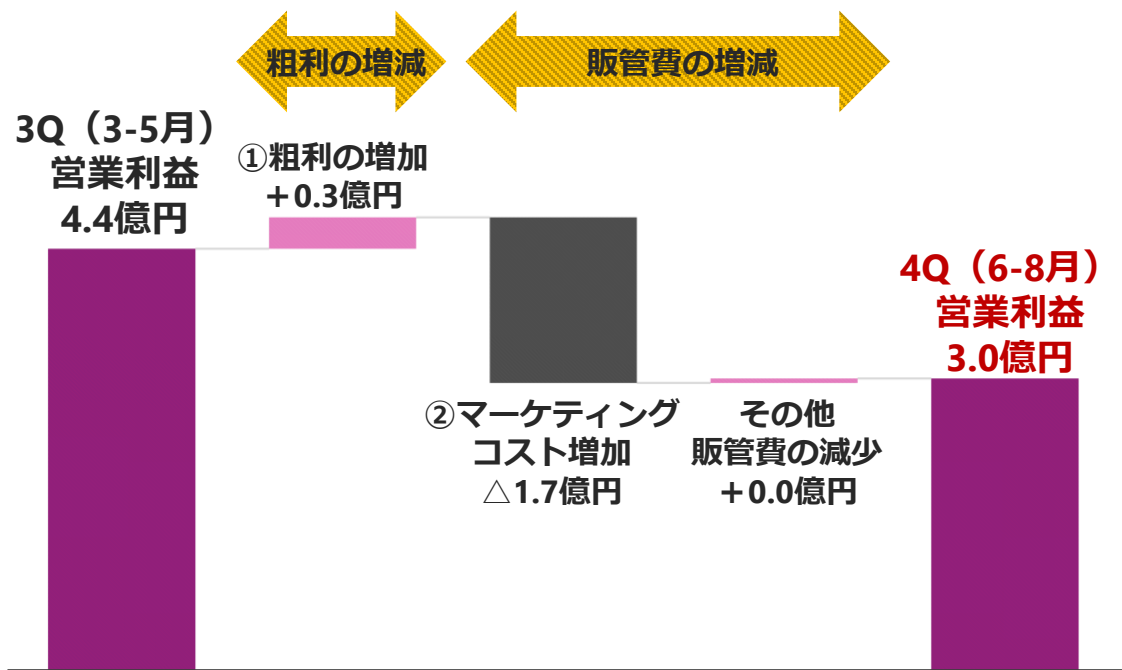 粗利の増減
販管費の増減
3Q（3-5月）
営業利益
4.4億円
①粗利の増加
＋0.3億円
②マーケティング
コスト増加
△1.7億円
その他
販管費の減少
＋0.0億円
4Q（6-8月）
営業利益
3.0億円